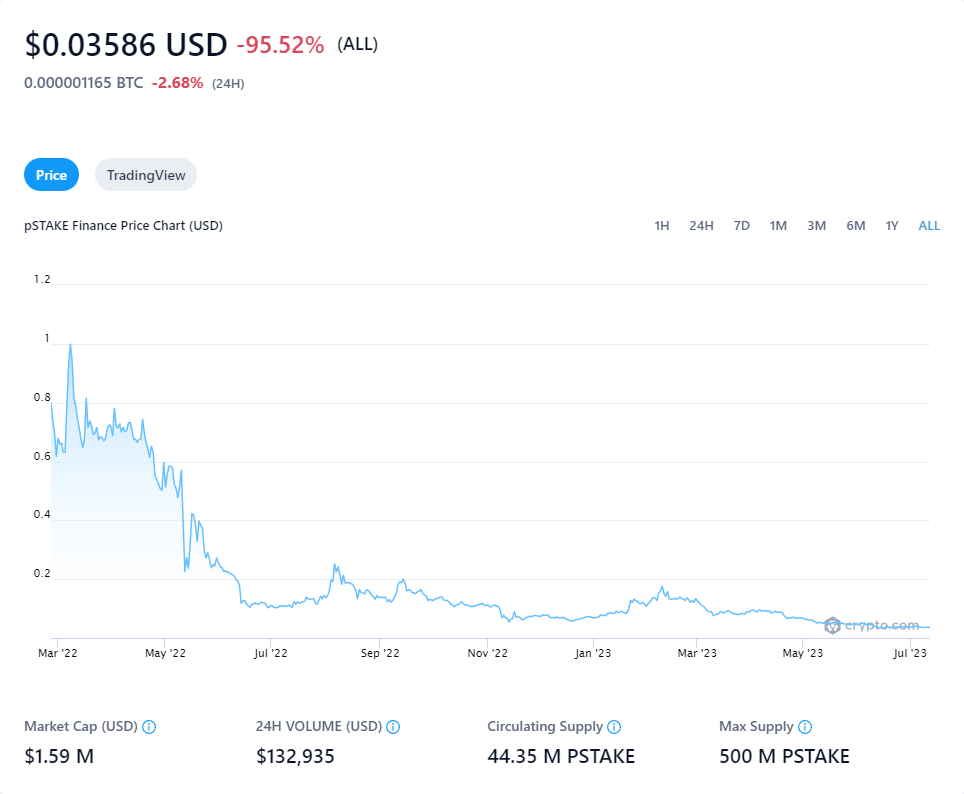 $0.03586 USD -95.52% (ALL)
0.000001165 BTC -2.68% (24H)
Price TradingView
pSTAKE Finance Price Chart (USD) 1H 24H 7D 1M 3M 6M 1Y ALL
1.2
1
0.8
0.6
0.4
0.2
crypto.com
Mar '22 May '22 Jul '22 Sep '22 Nov '22 Jan '23 Mar '23 May '23 Jul '23
Market Cap (USD) 24H VOLUME (USD) Circulating Supply Max Supply
$1.59 M $132,935 44.35 M PSTAKE 500 M PSTAKE